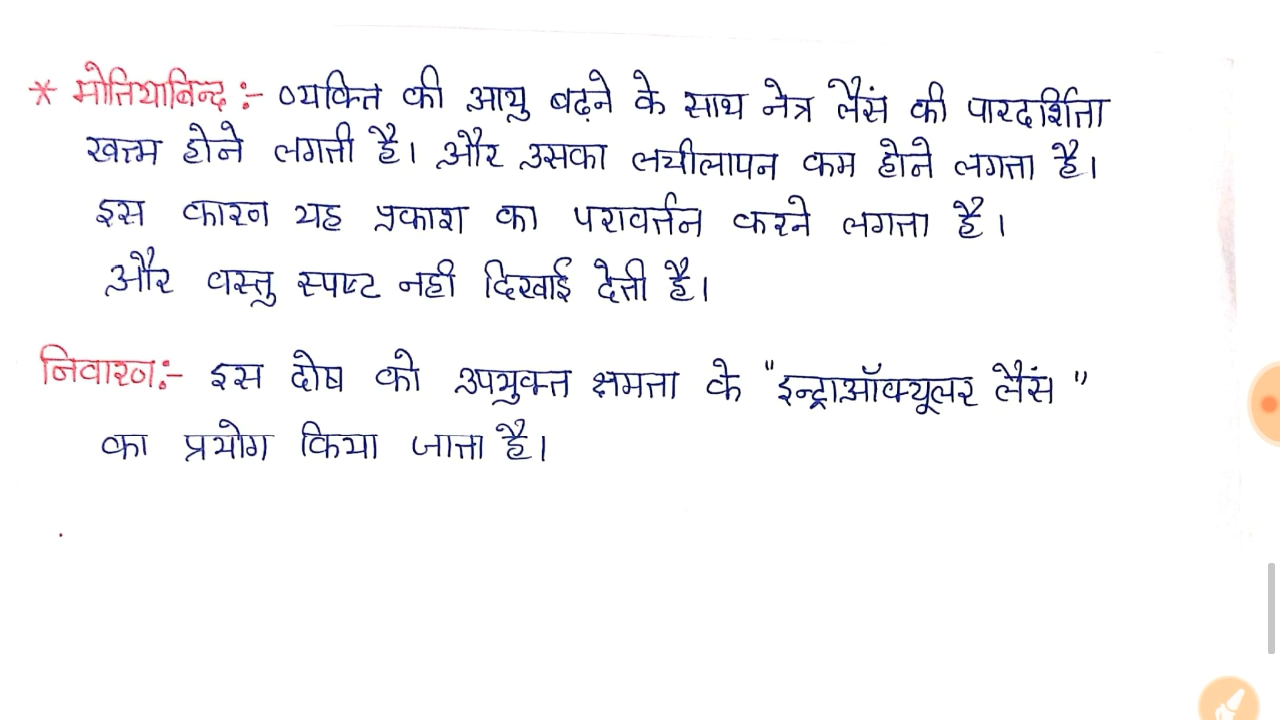 * मोतियाबिन्द :- व्यक्ति की आयु बढ़ने के साथ नेत्र लैंस की पारदर्शिता
खत्म होने लगती है। और उसका लचीलापन कम होने लगता है।
इस कारन यह प्रकाश का परावर्त्तन करने लगता है।
और वस्तु स्पष्ट नही दिखाई देती है।
निवारण:- इस दोष को उपयुक्त क्षमता के "इन्ट्राऑक्यूलर लैंस"
का प्रयोग किया जाता है।